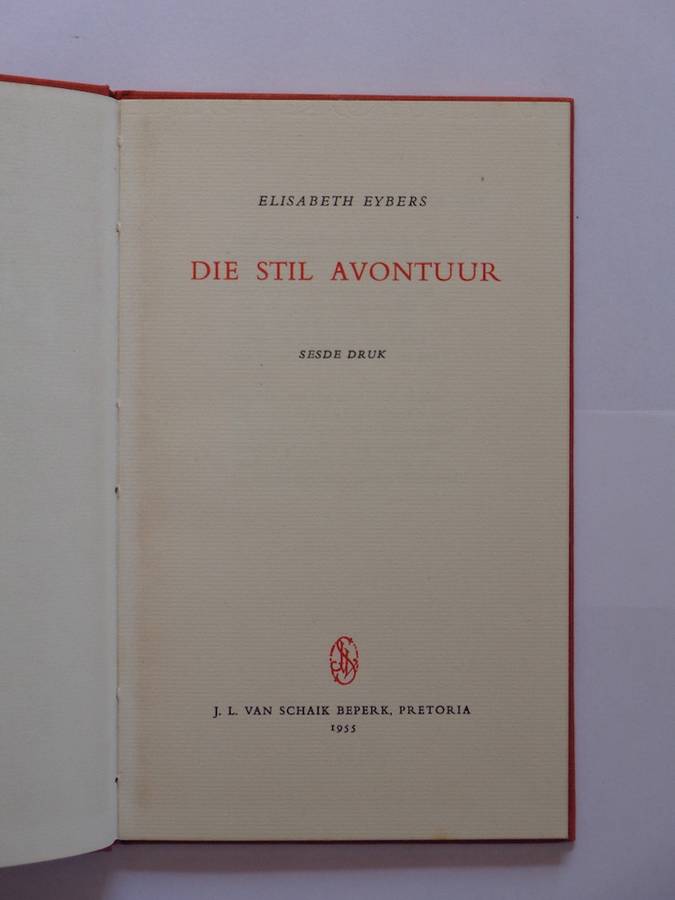 ELISABETH EYBERS
DIE STIL AVONTUUR
SESDE DRUK
J. L. VAN SCHAIK BEPERK, PRETORIA
1955